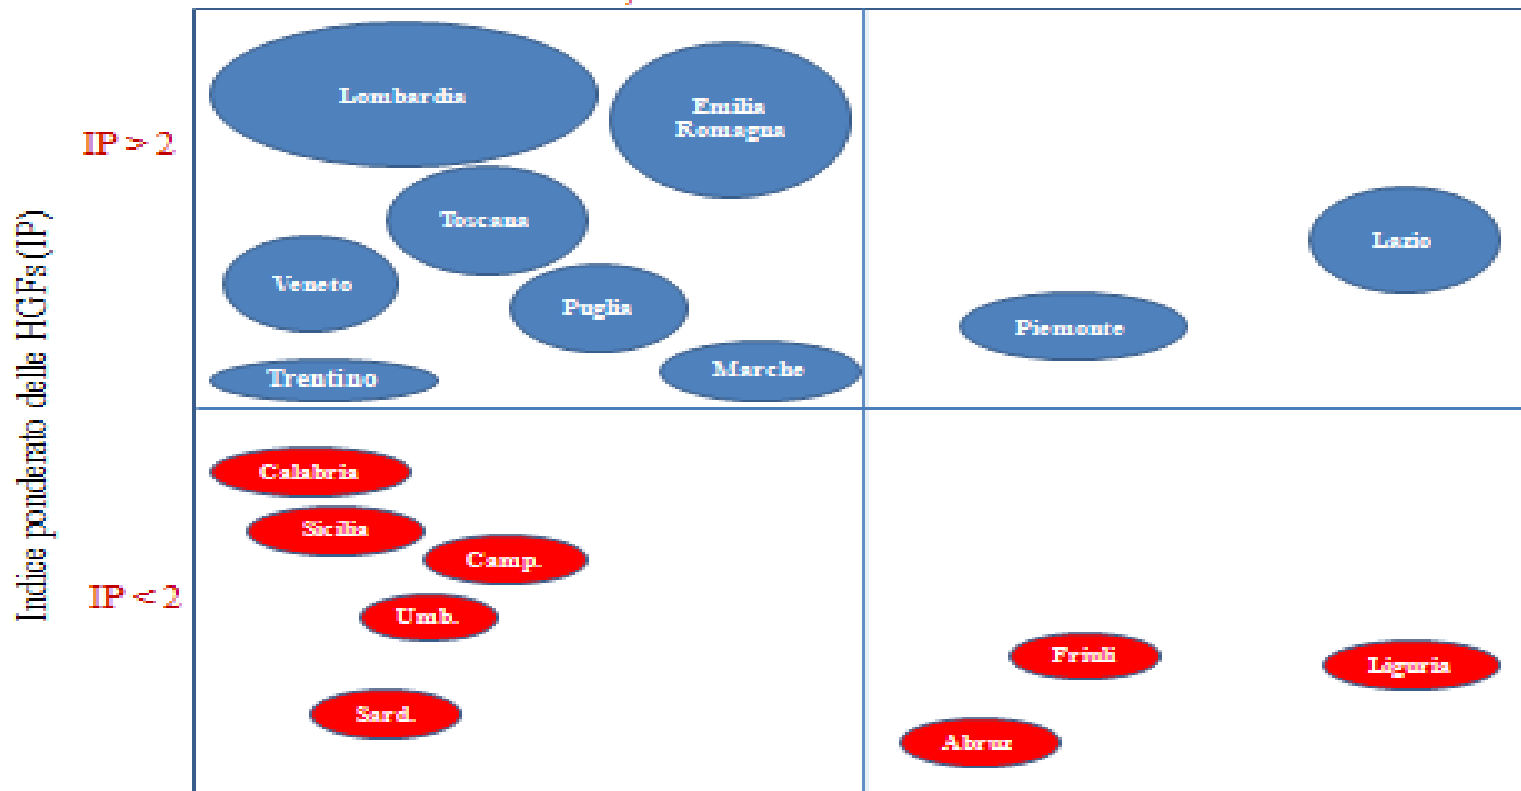 Lombardia
Emilia
Romagna
IP > 2
Toscana
Lazio
Veneto
Puglia
Piemonte
Marche
Trentino
Indice ponderato delle HGFs (IP)
Calabria
Sicilia
Camp.
IP < 2
Umb.
Friuli
Liguria
Sard.
Abruz